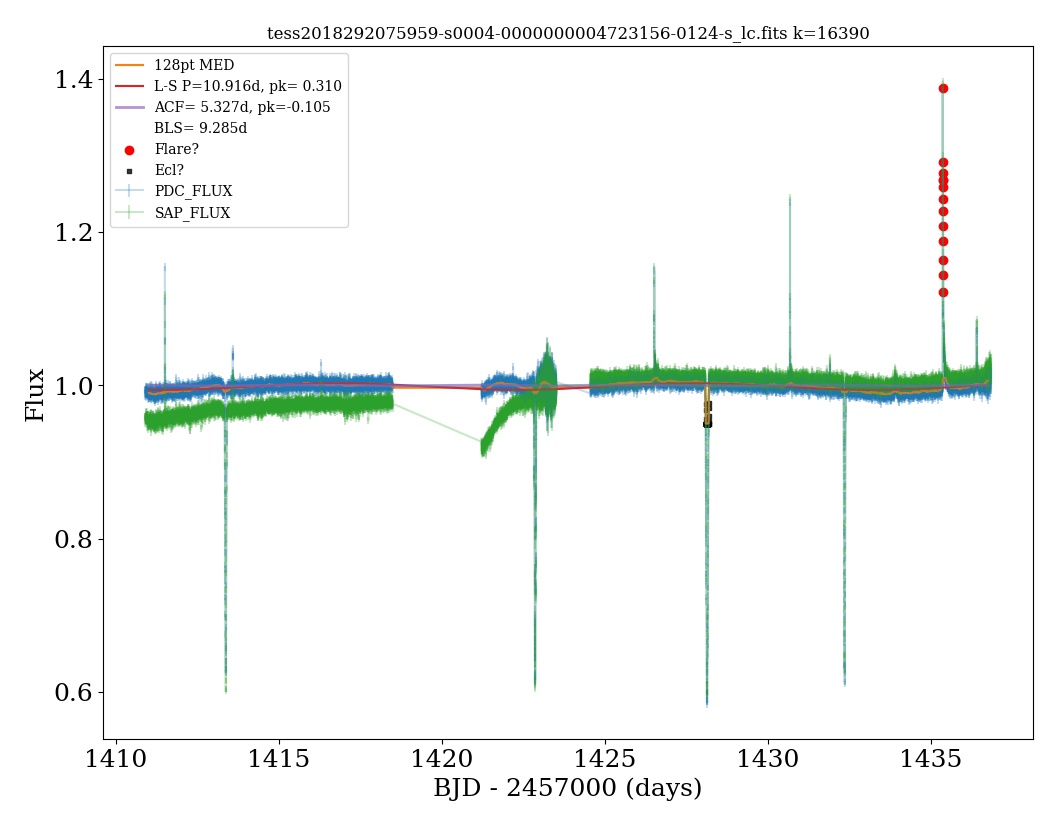 tess2018292075959-s0004-0000000004723156-0124-s_lc.fits k=16390
128pt MED
L-S P=10.916d, pk= 0.310
ACF= 5.327d, pk=-0.105
BLS= 9.285d
Flare?
Ecl?
PDC_FLUX
SAP_FLUX
Flux
1.4
1.2
1.0
0.8
0.6
1410 1415 1420 1425 1430 1435
BJD - 2457000 (days)